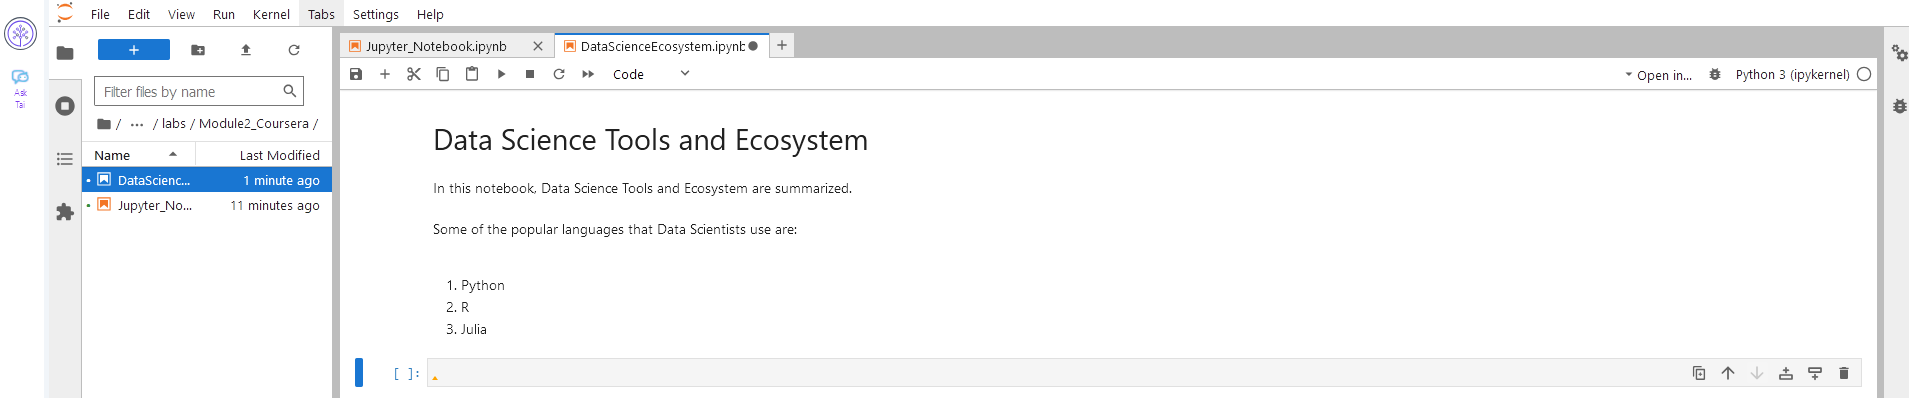 File Edit View Run Kernel Tabs Settings Help
Ask
Tai
Filter files by name
/ ... / labs / Module2_Coursera /
Name Last Modified
DataScienc... 1 minute ago
Jupyter_No... 11 minutes ago
Jupyter_Notebook.ipynb
DataScienceEcosystem.ipynb
Code
Open in...
Python 3 (ipykernel)
Data Science Tools and Ecosystem
In this notebook, Data Science Tools and Ecosystem are summarized.
Some of the popular languages that Data Scientists use are:
1. Python
2. R
3. Julia
[ ]: